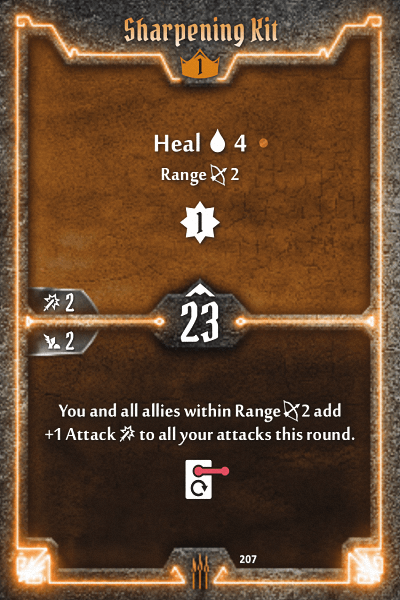 Sharpening Kit
1
Heal 4
Range 2
1
2
23
2
You and all allies within Range 2 add
+1 Attack to all your attacks this round.
207